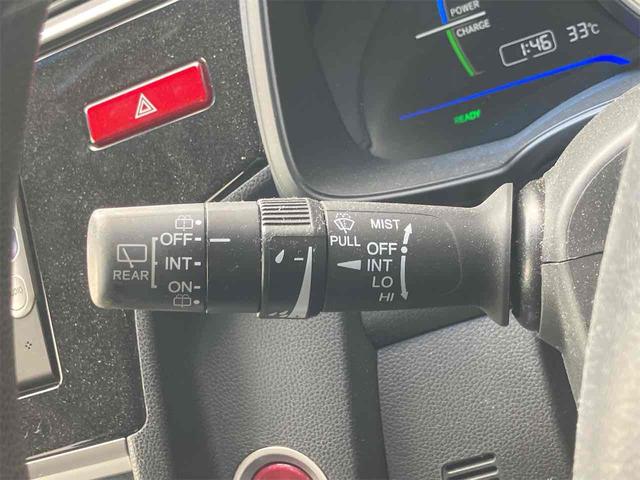 POWER
CHARGE
1:46
33℃
READY
OFF
INT
ON
REAR
PULL
MIST
OFF
INT
LO
HI